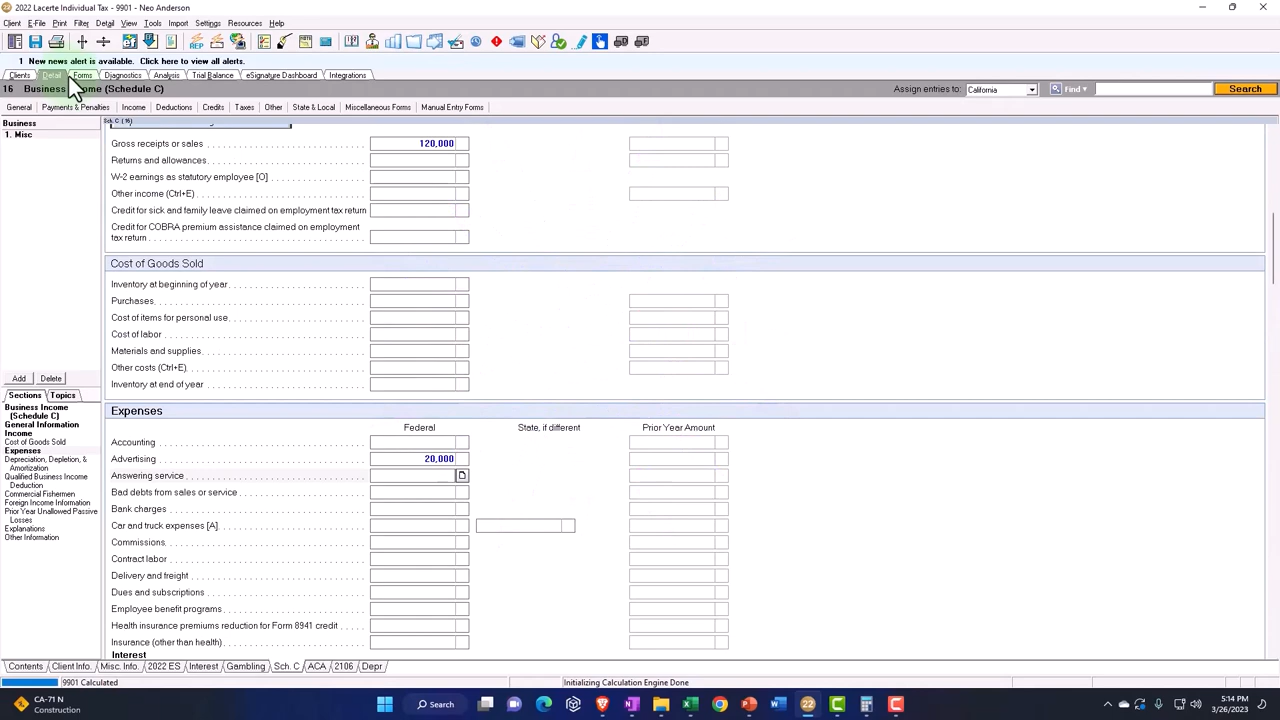 2022 Lacerte Individual Tax - 9901 - Neo Anderson
Client E-File Print Filter Detail View Tools Import Settings Resources Help
1 New news alert is available. Click here to view all alerts.
Clients Detail Forms Diagnostics Analysis Trial Balance eSignature Dashboard Integrations
16 Business Income (Schedule C) Assign entries to: California Find Search
General Payments & Penalties Income Deductions Credits Taxes Other State & Local Miscellaneous Forms Manual Entry Forms
Business
1. Misc
Add Delete
Sections Topics
Business Income
(Schedule C)
General Information
Income
Cost of Goods Sold
Expenses
Depreciation, Depletion, &
Amortization
Qualified Business Income
Deduction
Commercial Fishermen
Foreign Income Information
Prior Year Unallowed Passive
Losses
Explanations
Other Information
Sch. C (16)
Gross receipts or sales 120,000
Returns and allowances
W-2 earnings as statutory employee [O]
Other income (Ctrl+E)
Credit for sick and family leave claimed on employment tax return
Credit for COBRA premium assistance claimed on employment
tax return
Cost of Goods Sold
Inventory at beginning of year
Purchases
Cost of items for personal use
Cost of labor
Materials and supplies
Other costs (Ctrl+E)
Inventory at end of year
Expenses
Federal State, if different Prior Year Amount
Accounting
Advertising 20,000
Answering service
Bad debts from sales or service
Bank charges
Car and truck expenses [A]
Commissions
Contract labor
Delivery and freight
Dues and subscriptions
Employee benefit programs
Health insurance premiums reduction for Form 8941 credit
Insurance (other than health)
Interest
Contents Client Info. Misc. Info. 2022 ES Interest Gambling Sch. C ACA 2106 Depr
9901 Calculated Initializing Calculation Engine Done
CA-71 N
Construction
Search
5:14 PM
3/26/2023